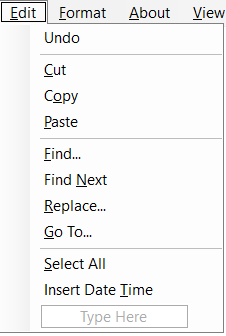 Edit Format About View
Undo
Cut
Copy
Paste
Find...
Find Next
Replace...
Go To...
Select All
Insert Date Time
Type Here